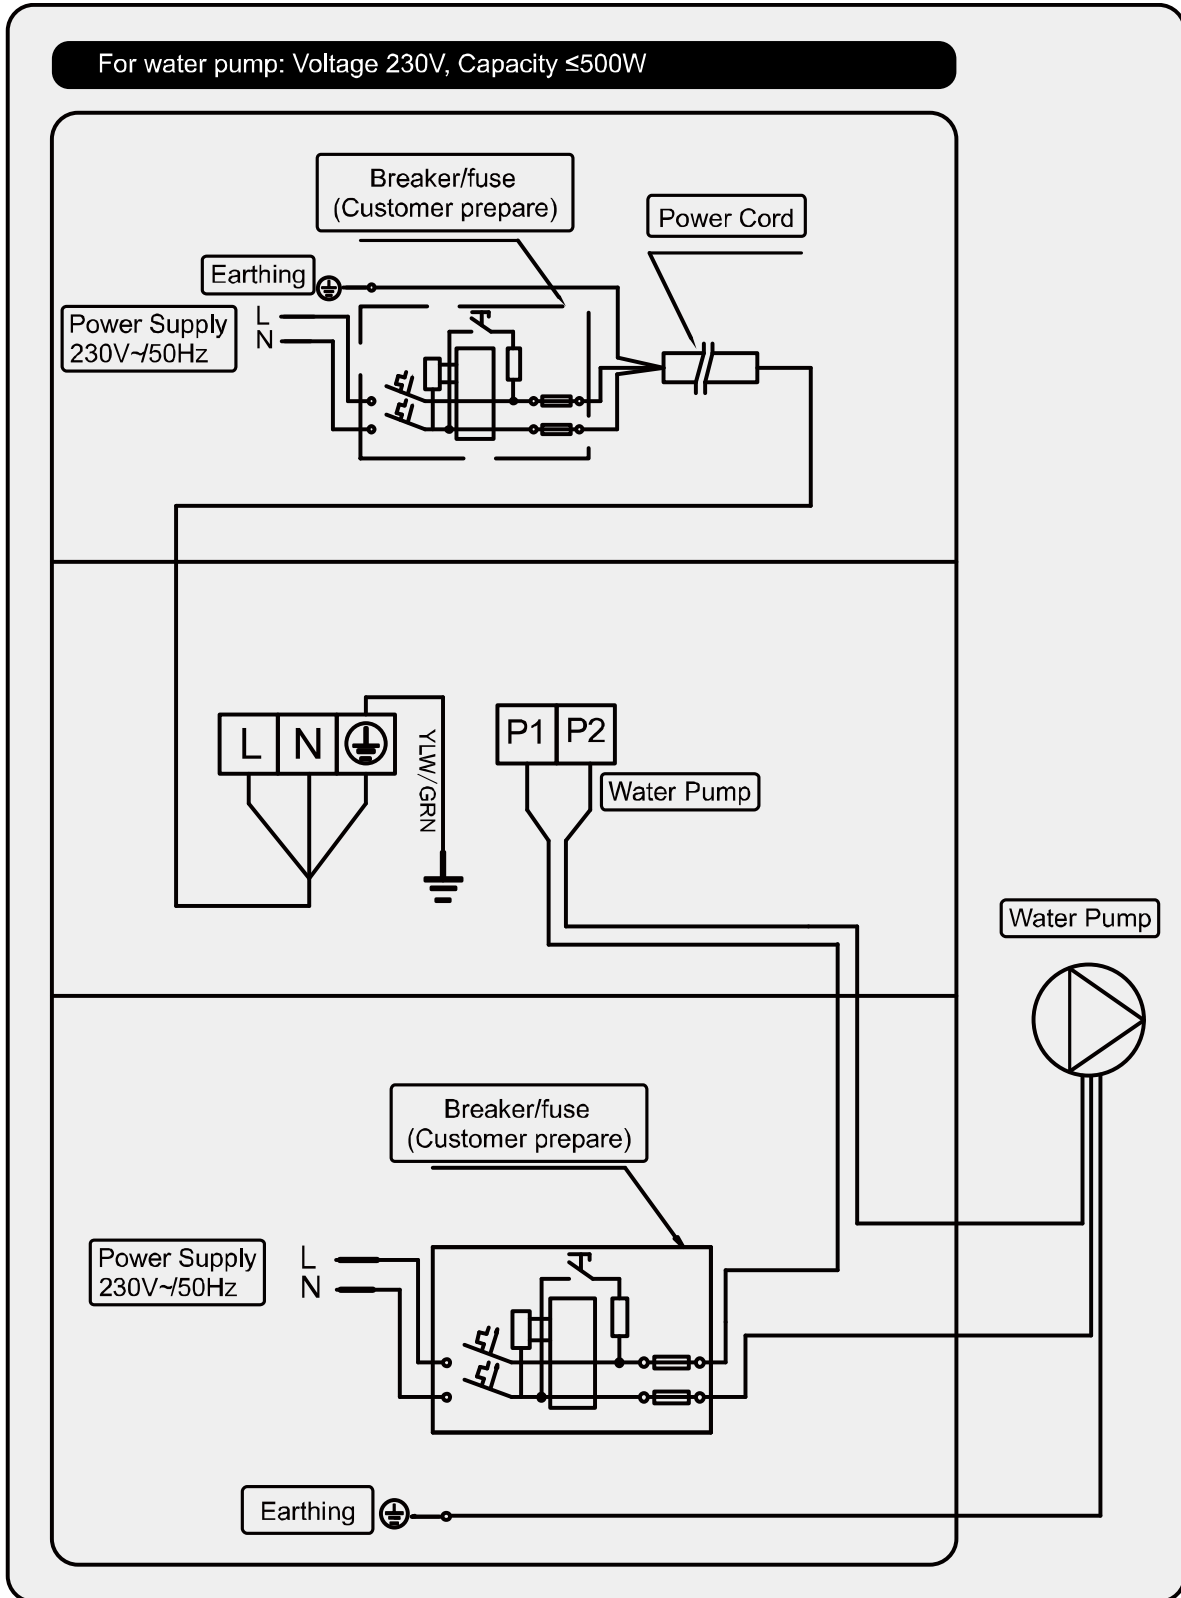 For water pump: Voltage 230V, Capacity ≤500W
Breaker/fuse
(Customer prepare)
Power Cord
Earthing
Power Supply
230V~/50Hz
L
N
L N
P1 P2
YLW/GRN
Water Pump
Water Pump
Breaker/fuse
(Customer prepare)
Power Supply
230V~/50Hz
L
N
Earthing